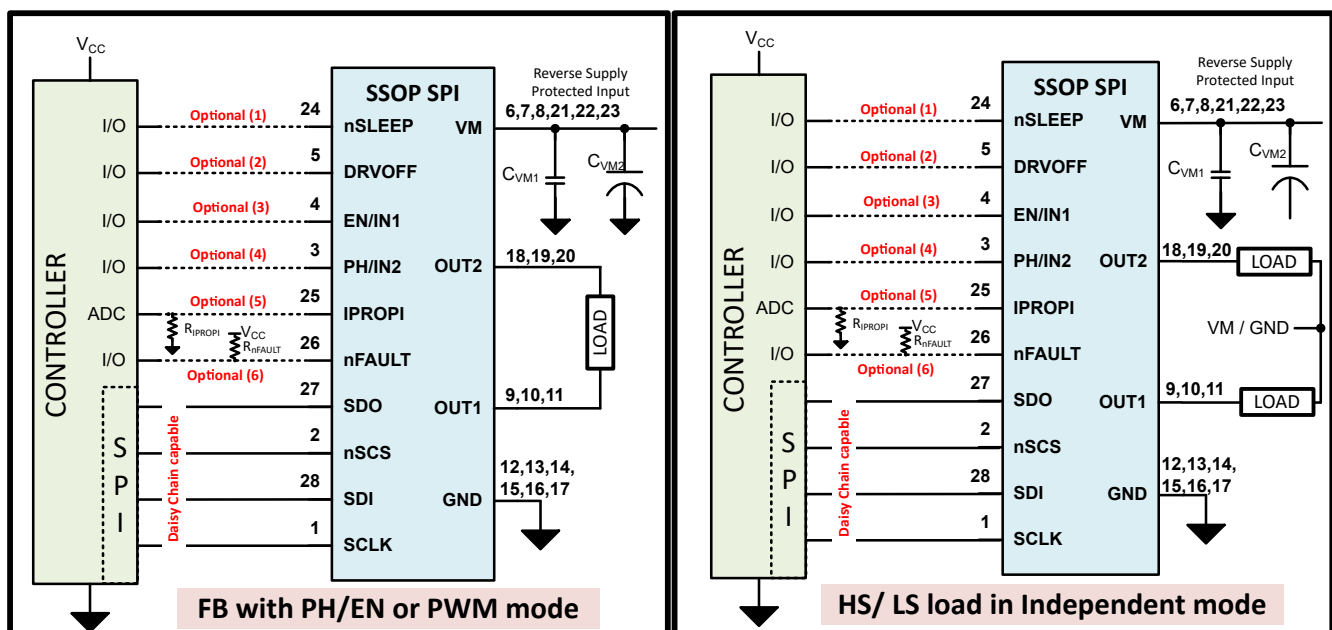 VCC
CONTROLLER
I/O
I/O
I/O
I/O
ADC
I/O
S
P
I
Optional (1)
Optional (2)
Optional (3)
Optional (4)
Optional (5)
RIPROPI
VCC
RnFAULT
Optional (6)
Daisy Chain capable
24
5
4
3
25
26
27
2
28
1
SSOP SPI
nSLEEP
DRVOFF
EN/IN1
PH/IN2
IPROPI
nFAULT
SDO
nSCS
SDI
SCLK
VM
OUT2
OUT1
GND
Reverse Supply
Protected Input
6,7,8,21,22,23
CVM1
CVM2
18,19,20
LOAD
9,10,11
12,13,14,
15,16,17
FB with PH/EN or PWM mode
VCC
CONTROLLER
I/O
I/O
I/O
I/O
ADC
I/O
S
P
I
Optional (1)
Optional (2)
Optional (3)
Optional (4)
Optional (5)
RIPROPI
VCC
RnFAULT
Optional (6)
Daisy Chain capable
24
5
4
3
25
26
27
2
28
1
SSOP SPI
nSLEEP
DRVOFF
EN/IN1
PH/IN2
IPROPI
nFAULT
SDO
nSCS
SDI
SCLK
VM
OUT2
OUT1
GND
Reverse Supply
Protected Input
6,7,8,21,22,23
CVM1
CVM2
18,19,20
LOAD
VM / GND
9,10,11
LOAD
12,13,14,
15,16,17
HS/ LS load in Independent mode